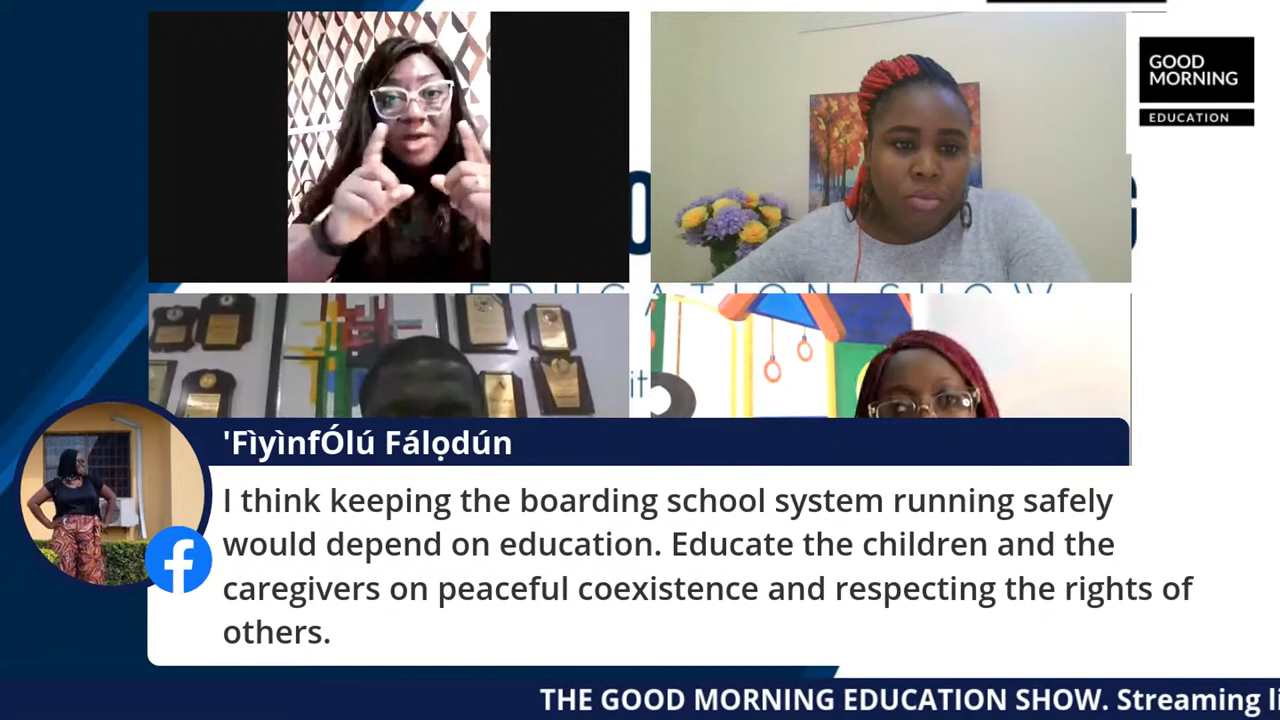 GOOD
MORNING
EDUCATION
EDUCATION SHOW
'FìyìnfÓlú Fálọdún
I think keeping the boarding school system running safely
would depend on education. Educate the children and the
caregivers on peaceful coexistence and respecting the rights of
others.
THE GOOD MORNING EDUCATION SHOW. Streaming li